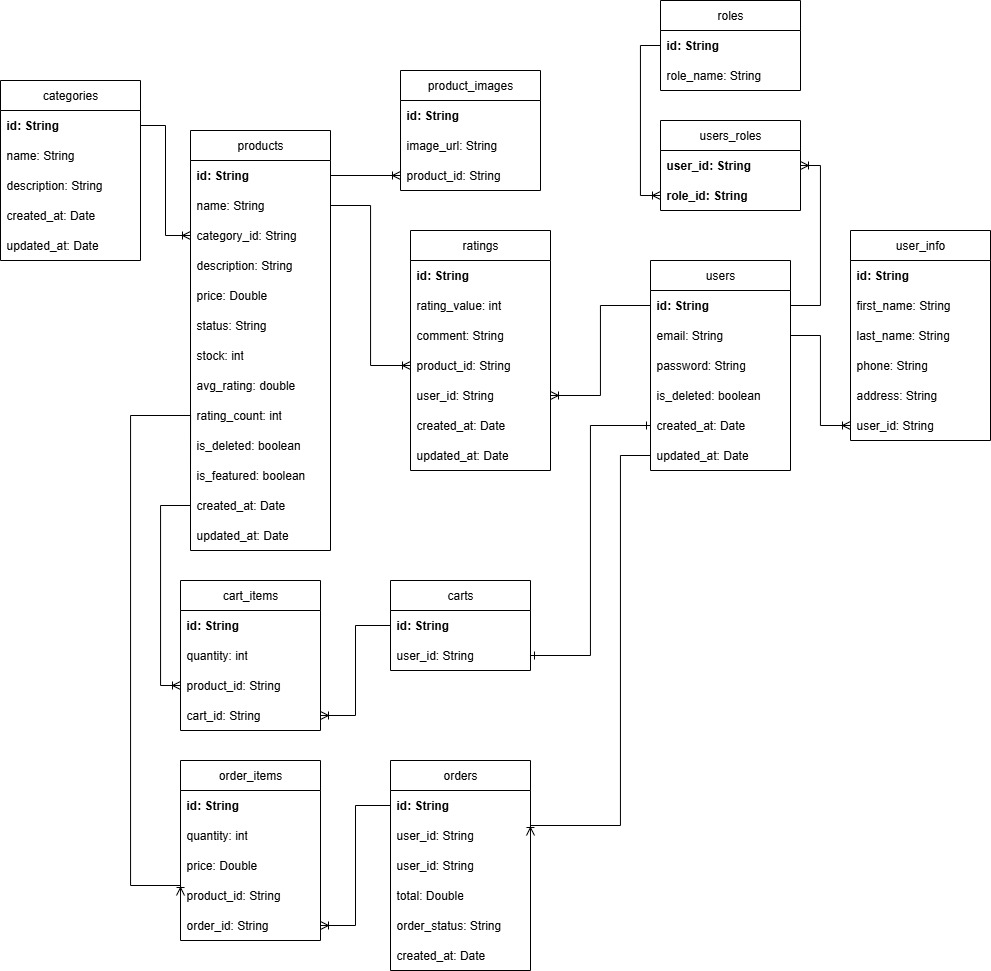 roles
id: String
role_name: String
categories
id: String
name: String
description: String
created_at: Date
updated_at: Date
product_images
id: String
image_url: String
product_id: String
users_roles
user_id: String
role_id: String
products
id: String
name: String
category_id: String
description: String
price: Double
status: String
stock: int
avg_rating: double
rating_count: int
is_deleted: boolean
is_featured: boolean
created_at: Date
updated_at: Date
ratings
id: String
rating_value: int
comment: String
product_id: String
user_id: String
created_at: Date
updated_at: Date
users
id: String
email: String
password: String
is_deleted: boolean
created_at: Date
updated_at: Date
user_info
id: String
first_name: String
last_name: String
phone: String
address: String
user_id: String
cart_items
id: String
quantity: int
product_id: String
cart_id: String
carts
id: String
user_id: String
order_items
id: String
quantity: int
price: Double
product_id: String
order_id: String
orders
id: String
user_id: String
user_id: String
total: Double
order_status: String
created_at: Date